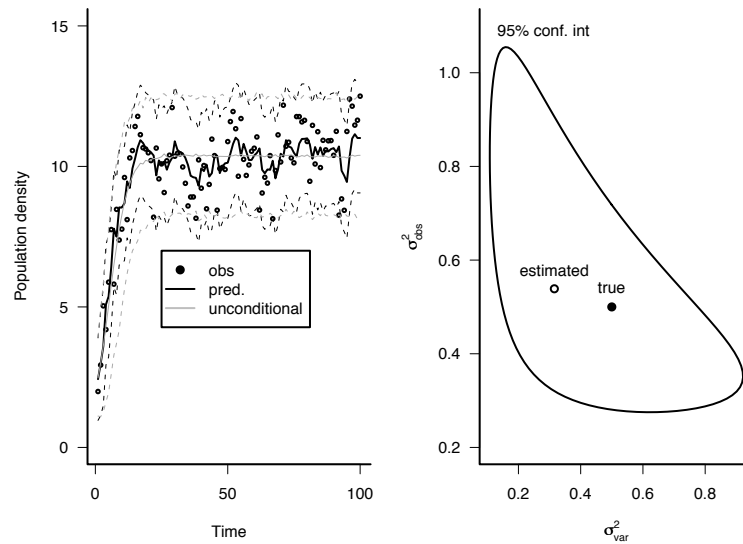 15
10
5
0
Population density
obs
pred.
unconditional
0 50 100
Time
95% conf. int
1.0
0.8
0.6
0.4
0.2
σ²obs
estimated
true
0.2 0.4 0.6 0.8
σ²var